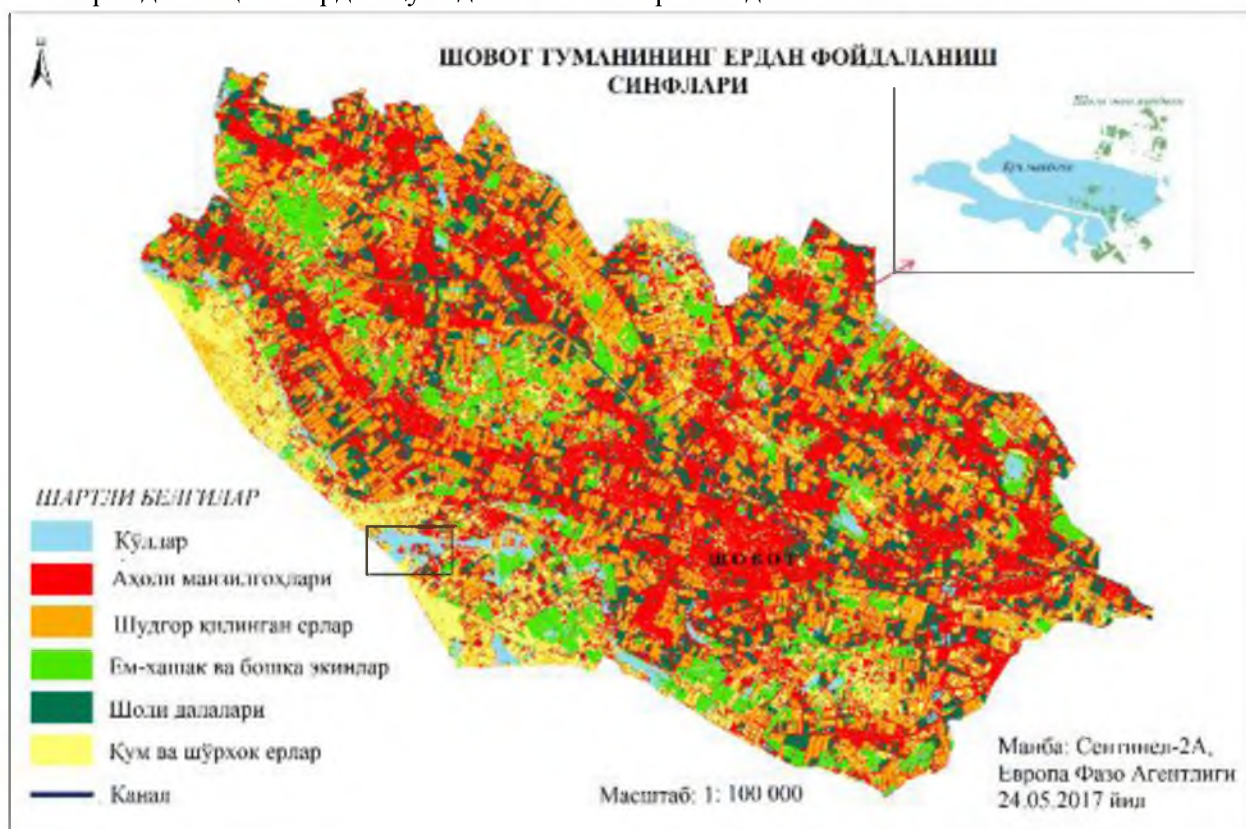 ШОВОТ ТУМАНИНИНГ ЕРДАН ФОЙДАЛАНИШ
СИНФЛАРИ
ШАРТЛИ БЕЛГИЛАР
Кўллар
Аҳоли манзилгоҳлари
Шудгор қилинган ерлар
Ем-хашак ва бошка экинлар
Шоли далалари
Қум ва шўрхок ерлар
Канал
ШОВОТ
Масштаб: 1: 100 000
Манба: Сентинел-2А,
Европа Фазо Агентлиги
24.05.2017 йил